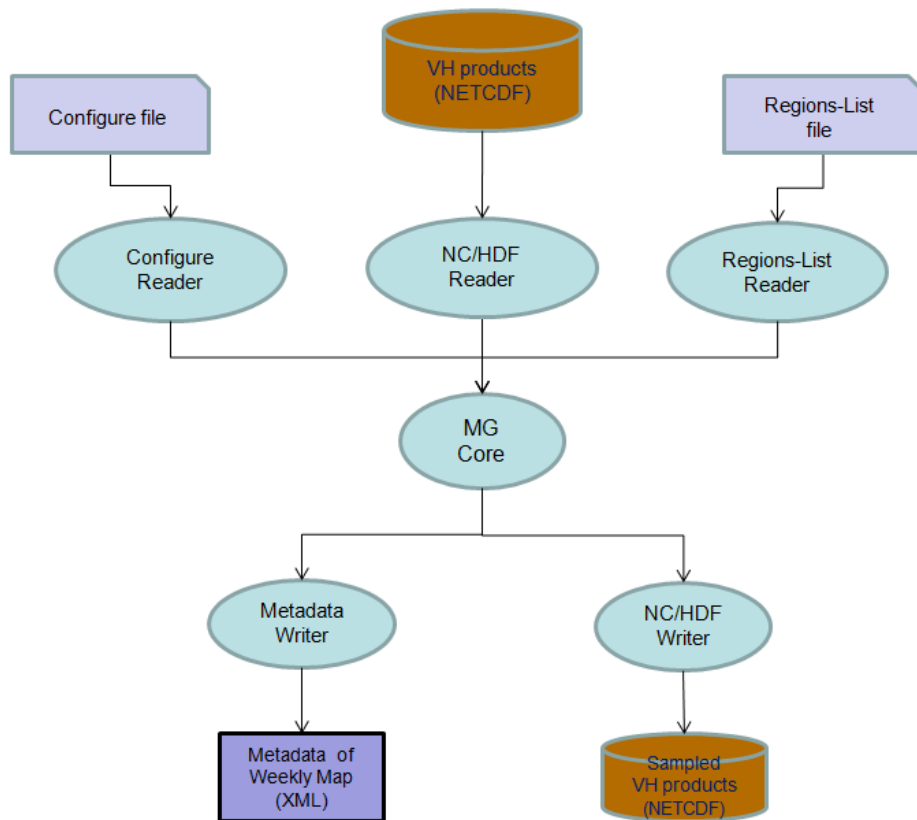 VH products
(NETCDF)
Configure file
Regions-List
file
Configure
Reader
NC/HDF
Reader
Regions-List
Reader
MG
Core
Metadata
Writer
NC/HDF
Writer
Metadata of
Weekly Map
(XML)
Sampled
VH products
(NETCDF)